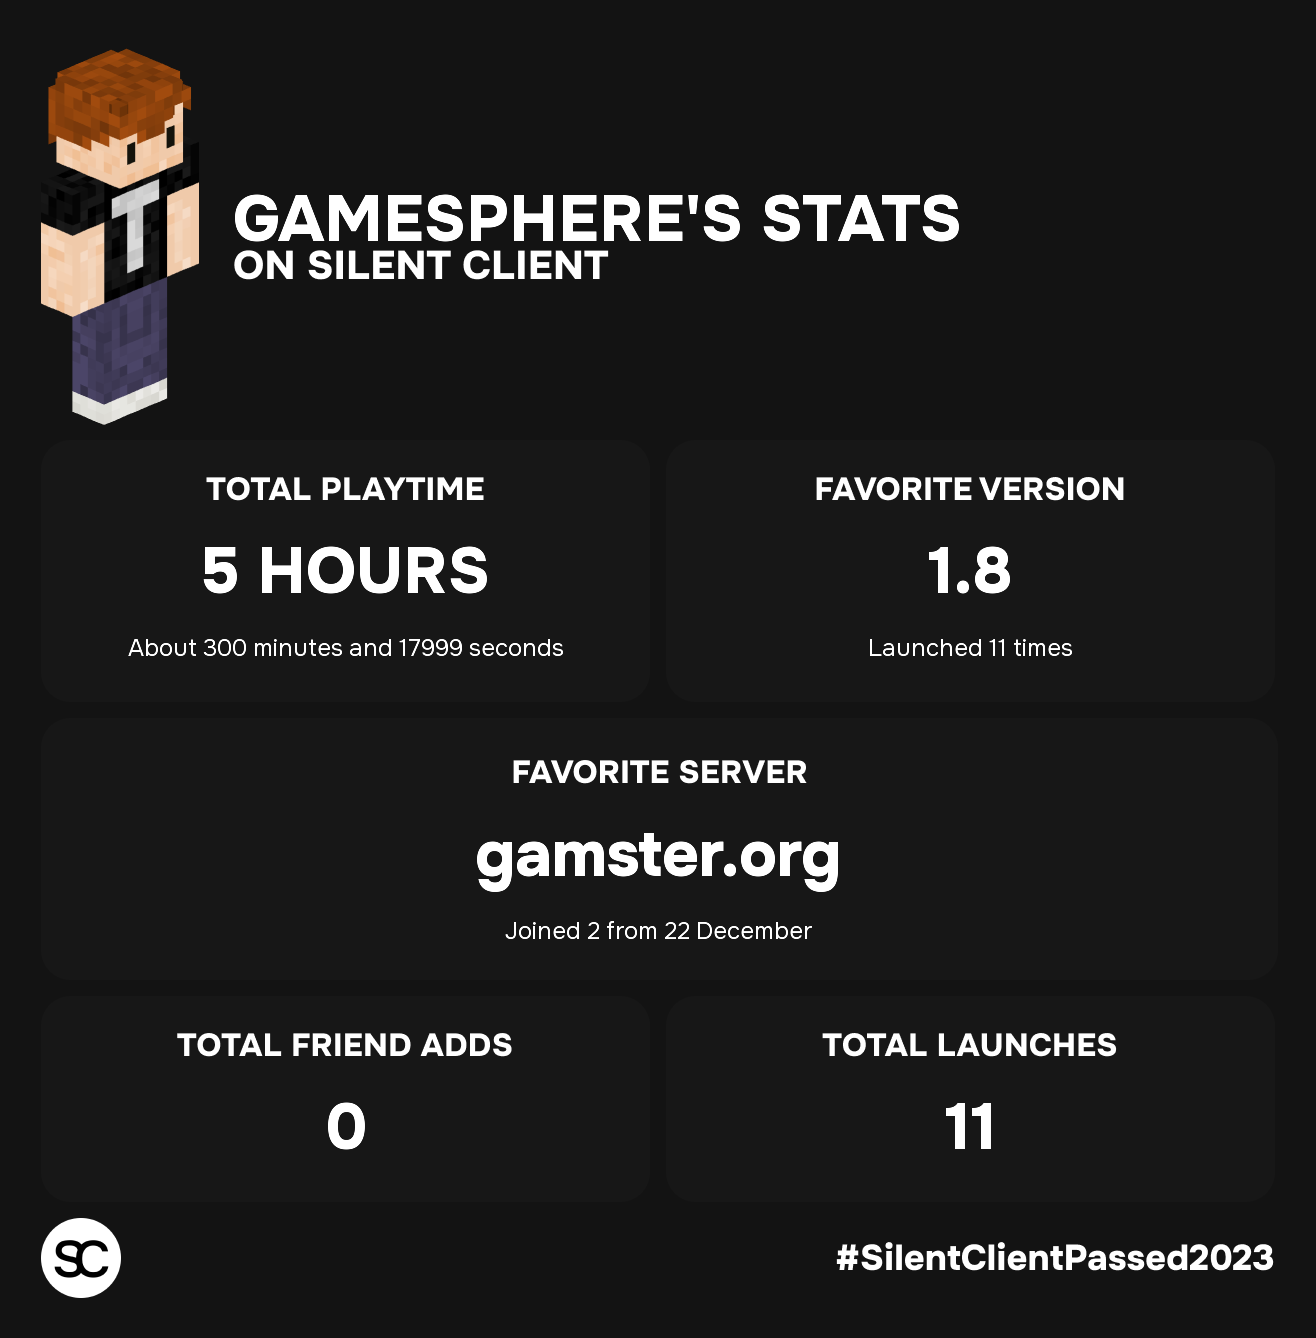 GAMESPHERE'S STATS
ON SILENT CLIENT
TOTAL PLAYTIME
5 HOURS
About 300 minutes and 17999 seconds
FAVORITE VERSION
1.8
Launched 11 times
FAVORITE SERVER
gamster.org
Joined 2 from 22 December
TOTAL FRIEND ADDS
0
TOTAL LAUNCHES
11
SC
#SilentClientPassed2023